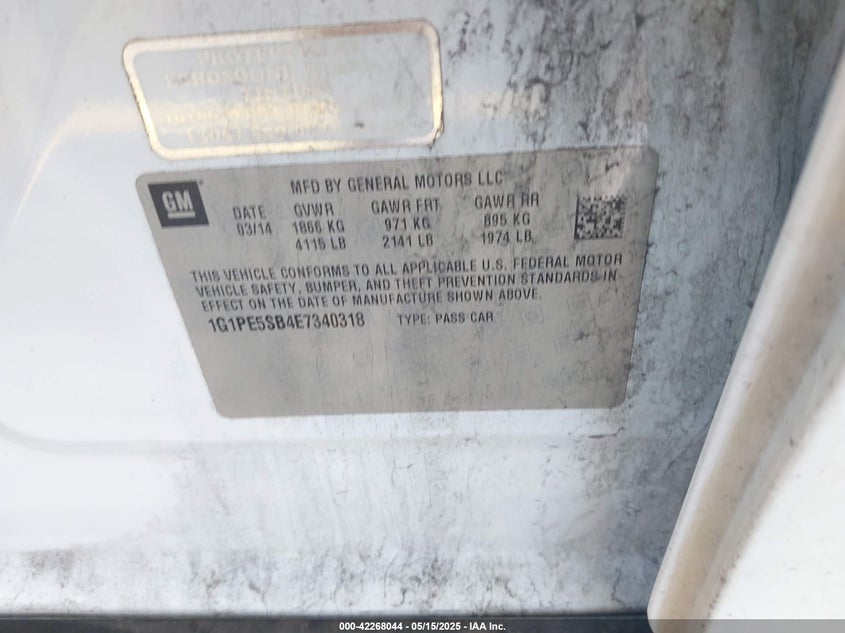 GM
MFD BY GENERAL MOTORS LLC
DATE GVWR GAWR FRT GAWR RR
03/14 1866 KG 971 KG 895 KG
4115 LB 2141 LB 1974 LB
THIS VEHICLE CONFORMS TO ALL APPLICABLE U.S. FEDERAL MOTOR
VEHICLE SAFETY, BUMPER, AND THEFT PREVENTION STANDARDS IN
EFFECT ON THE DATE OF MANUFACTURE SHOWN ABOVE.
1G1PE5SB4E7340318 TYPE: PASS CAR
000-42268044 | 05/15/2025 - IAA Inc.